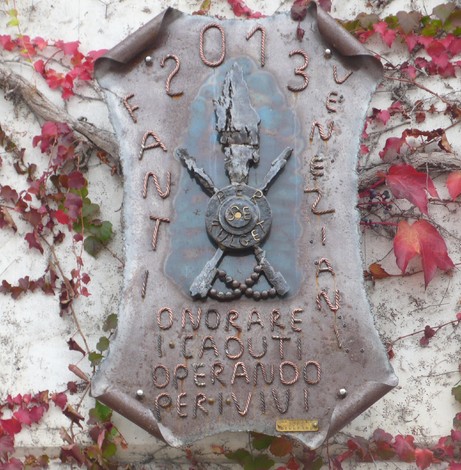 2013
FANTI
VENEZIANI
ONORARE
I·CADUTI
OPERANDO
PER·I·VIVI